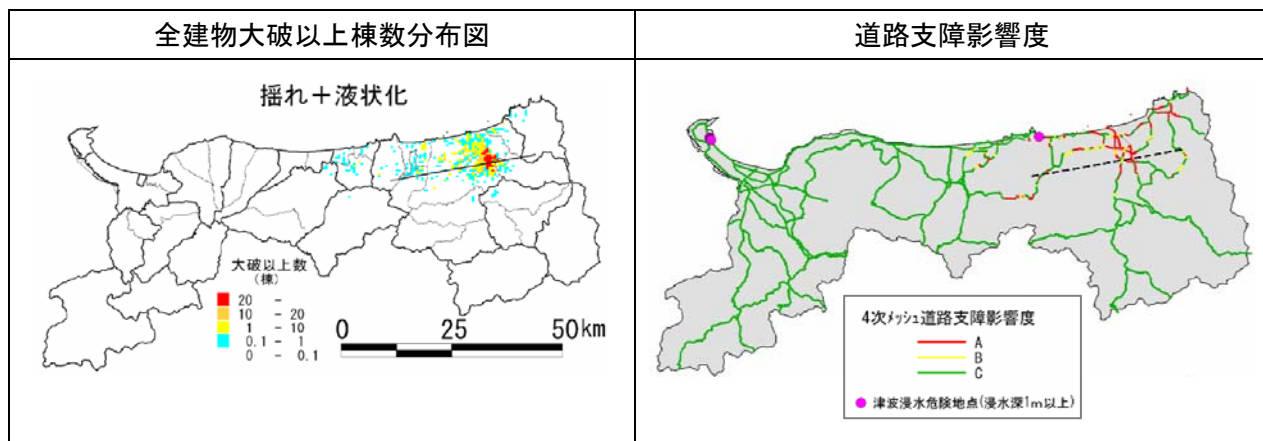 全建物大破以上棟数分布図
道路支障影響度
揺れ＋液状化
大破以上数
(棟)
20 -
10 - 20
1 - 10
0.1 - 1
0 - 0.1
0 25 50km
4次メッシュ道路支障影響度
A
B
C
津波浸水危険地点(浸水深1m以上)